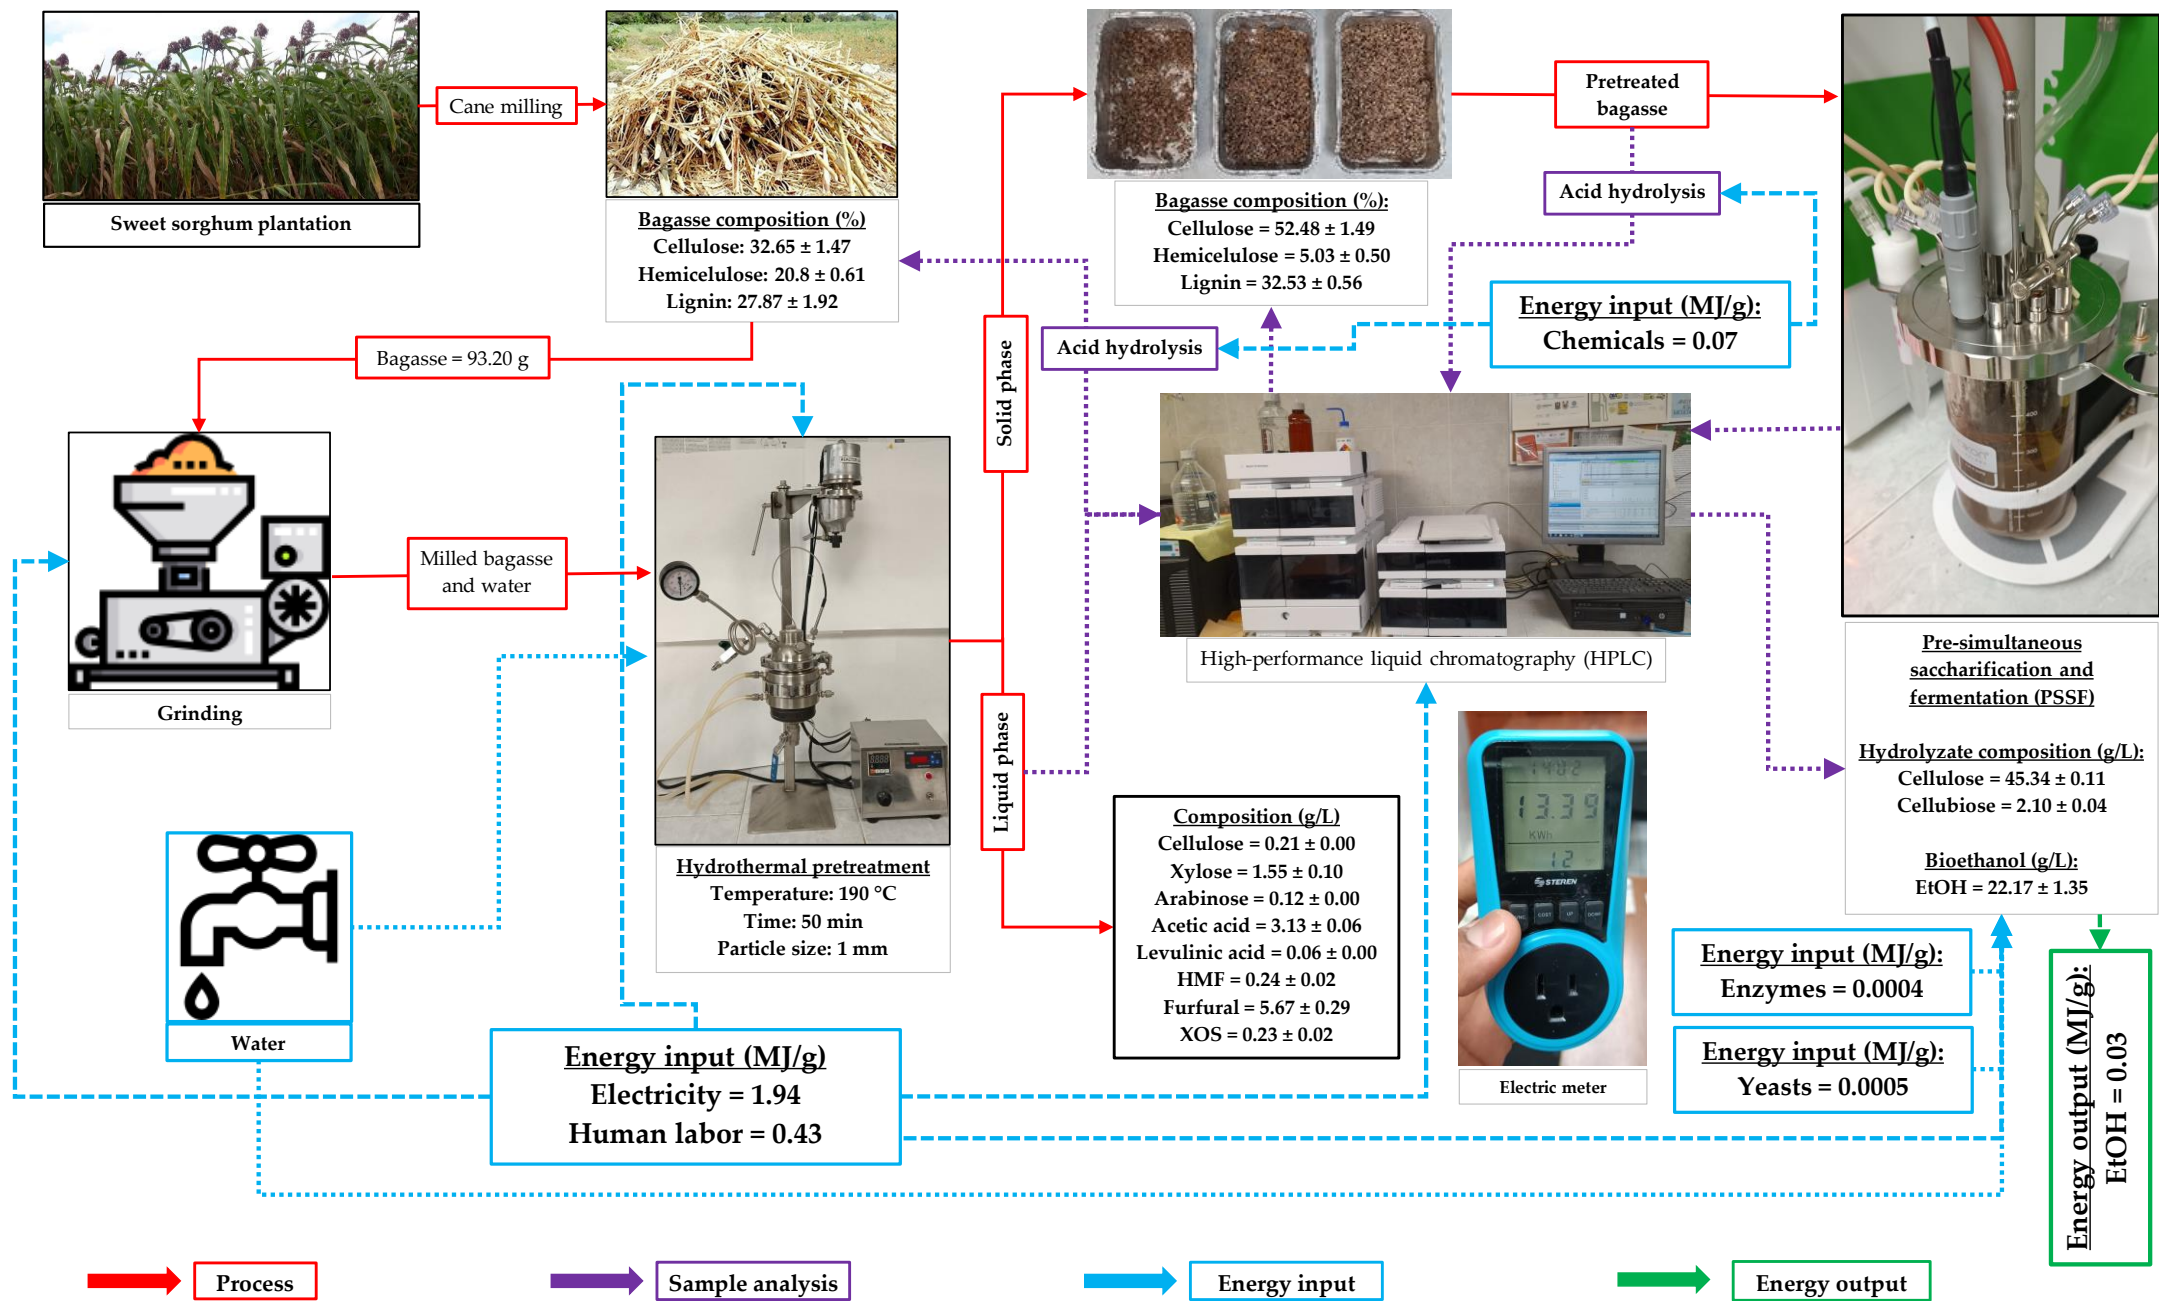 Sweet sorghum plantation
Cane milling
Bagasse composition (%)
Cellulose: 32.65 ± 1.47
Hemicelulose: 20.8 ± 0.61
Lignin: 27.87 ± 1.92
Bagasse composition (%):
Cellulose = 52.48 ± 1.49
Hemicelulose = 5.03 ± 0.50
Lignin = 32.53 ± 0.56
Pretreated
bagasse
Acid hydrolysis
Energy input (MJ/g):
Chemicals = 0.07
Acid hydrolysis
Bagasse = 93.20 g
Solid phase
Grinding
Milled bagasse
and water
Hydrothermal pretreatment
Temperature: 190 °C
Time: 50 min
Particle size: 1 mm
Liquid phase
High-performance liquid chromatography (HPLC)
Composition (g/L)
Cellulose = 0.21 ± 0.00
Xylose = 1.55 ± 0.10
Arabinose = 0.12 ± 0.00
Acetic acid = 3.13 ± 0.06
Levulinic acid = 0.06 ± 0.00
HMF = 0.24 ± 0.02
Furfural = 5.67 ± 0.29
XOS = 0.23 ± 0.02
13.39
KWh
12
STEREN
COST
UP
Electric meter
Pre-simultaneous
saccharification and
fermentation (PSSF)
Hydrolyzate composition (g/L):
Cellulose = 45.34 ± 0.11
Cellubiose = 2.10 ± 0.04
Bioethanol (g/L):
EtOH = 22.17 ± 1.35
Energy input (MJ/g):
Enzymes = 0.0004
Energy input (MJ/g):
Yeasts = 0.0005
Energy output (MJ/g):
EtOH = 0.03
Water
Energy input (MJ/g)
Electricity = 1.94
Human labor = 0.43
Process
Sample analysis
Energy input
Energy output